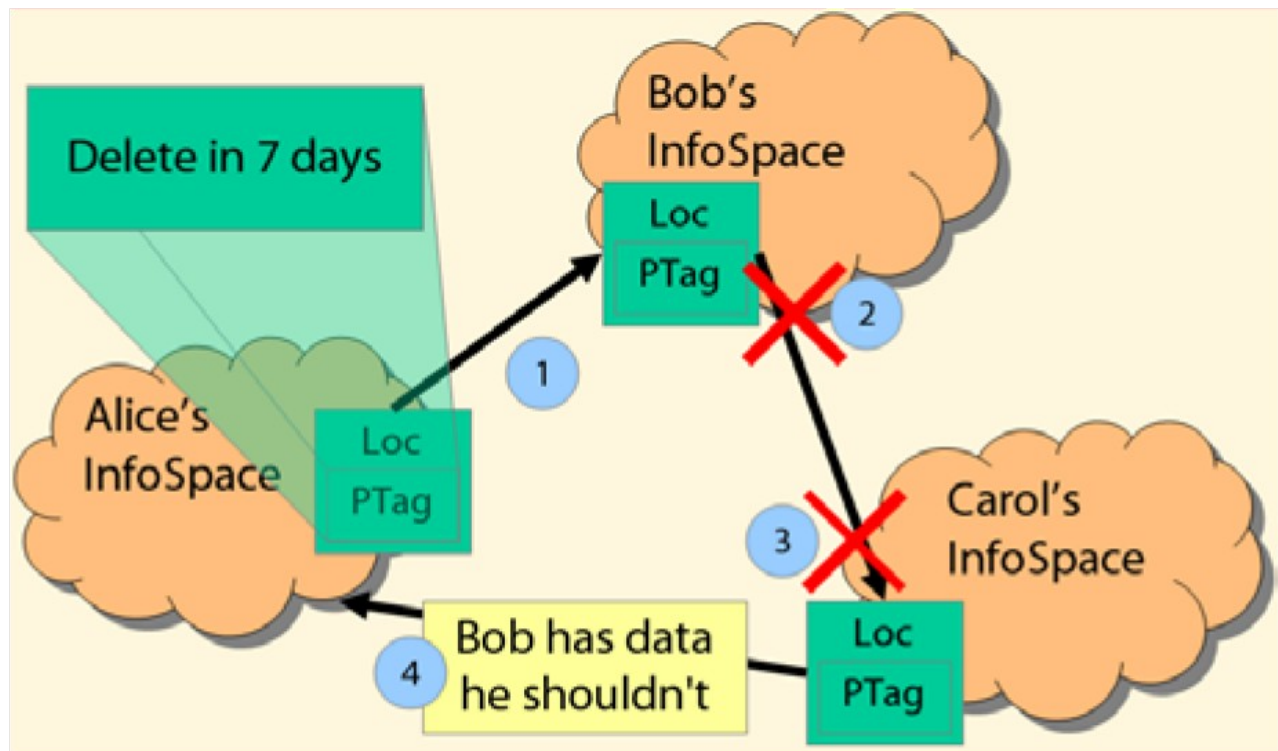 Delete in 7 days
Bob's
InfoSpace
Loc
PTag
2
1
Alice's
InfoSpace
Loc
PTag
Carol's
InfoSpace
3
Loc
PTag
4
Bob has data
he shouldn't